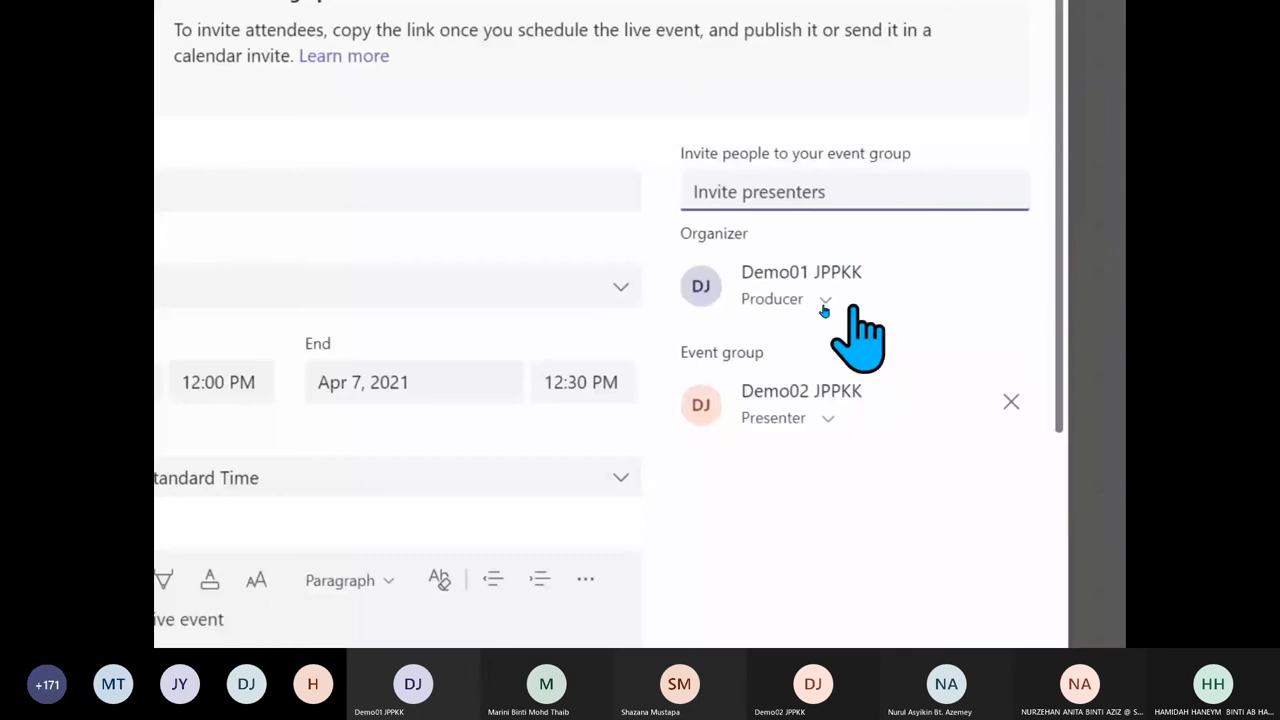 To invite attendees, copy the link once you schedule the live event, and publish it or send it in a
calendar invite. Learn more
Invite people to your event group
Invite presenters
Organizer
DJ
Demo01 JPPKK
Producer
End
12:00 PM
Apr 7, 2021
12:30 PM
Event group
DJ
Demo02 JPPKK
Presenter
tandard Time
Paragraph
ive event
+171
MT
JY
DJ
H
DJ
Demo01 JPPKK
M
Marini Binti Mohd Thaib
SM
Shazana Mustapa
DJ
Demo02 JPPKK
NA
Nurul Asyikin Bt. Azemey
NA
NURZEHAN ANITA BINTI AZIZ @ S...
HH
HAMIDAH HANEYM BINTI AB HA...